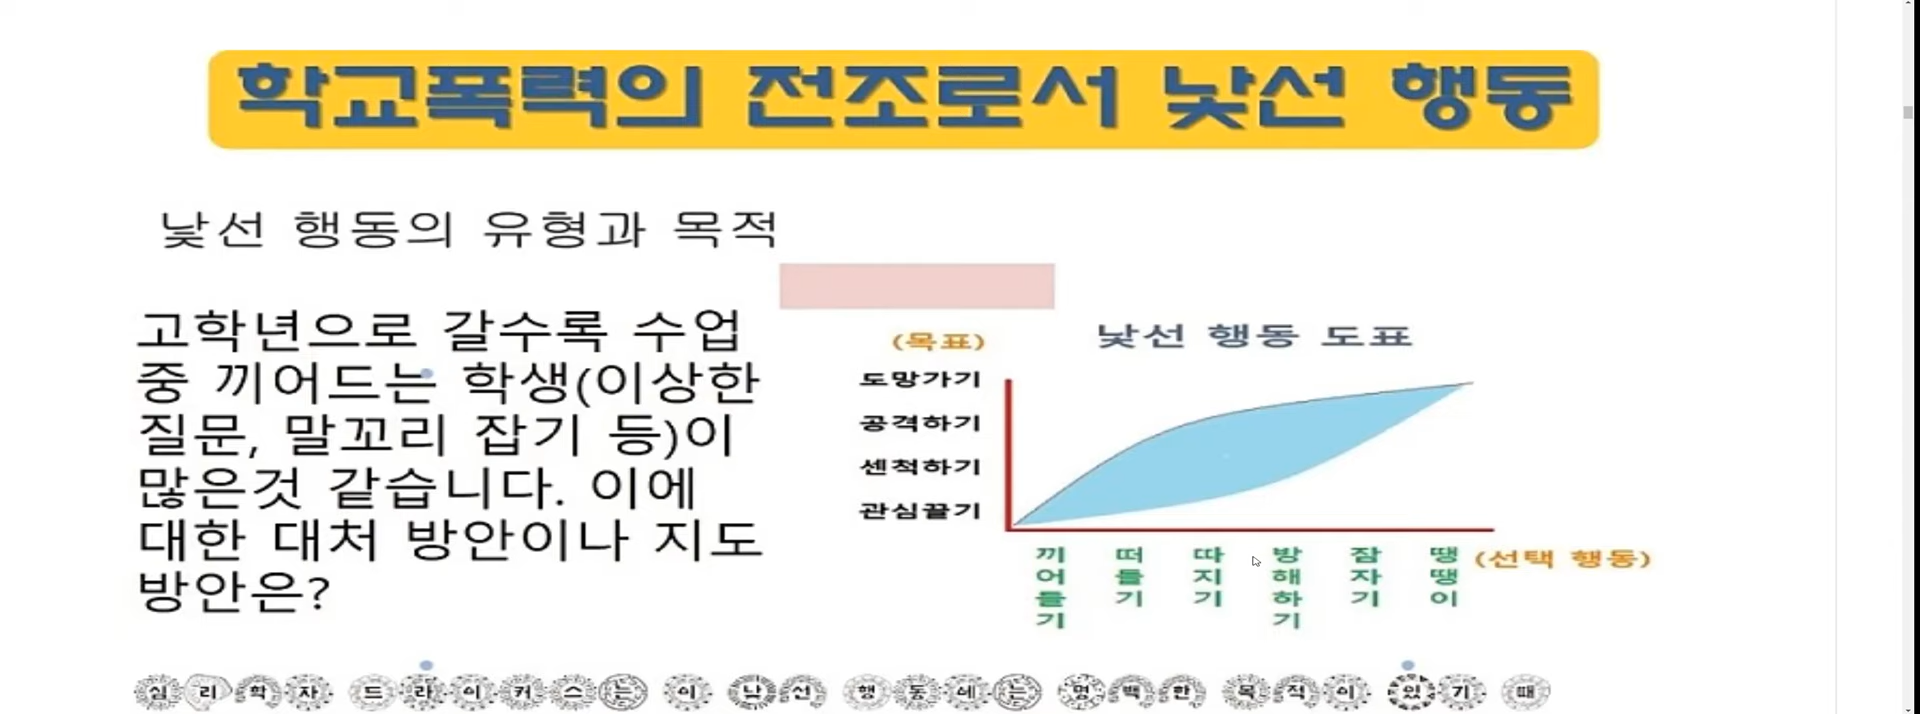 학교폭력의 전조로서 낯선 행동
낯선 행동의 유형과 목적
고학년으로 갈수록 수업
중 끼어드는 학생(이상한
질문, 말꼬리 잡기 등)이
많은것 같습니다. 이에
대한 대처 방안이나 지도
방안은?
(목표)
낯선 행동 도표
도망가기
공격하기
센척하기
관심끌기
끼어들기
떠들기
따지기
방해하기
잠자기
땡땡이
(선택 행동)
심리학자 드라이커스는 이 낯선 행동에는 명백한 목적이 있기 때